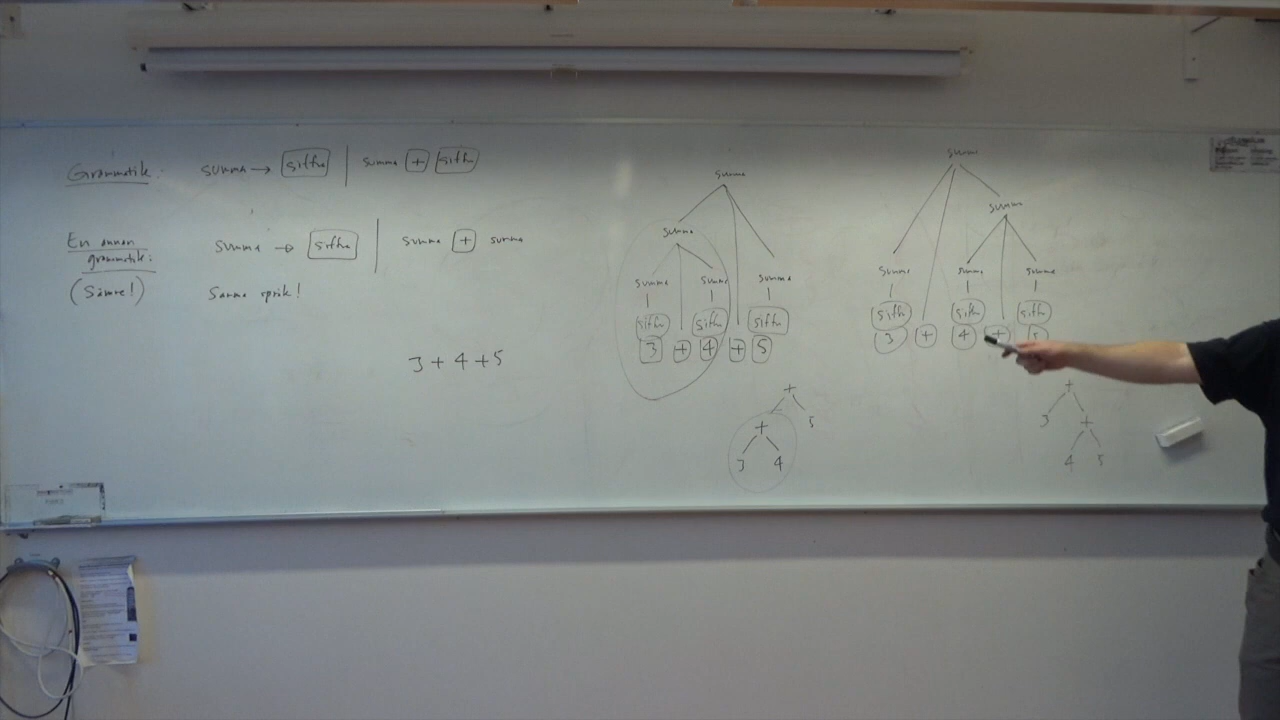 Grammatik: summa → siffra | summa + siffra
En annan grammatik: summa → siffra | summa + summa
(Sämre!) Samma språk!
3 + 4 + 5
summa
summa
summa summa summa
siffra siffra siffra
3 + 4 + 5
+
+ 5
3 4
summa
summa
summa summa summa
siffra siffra siffra
3 + 4 + 5
+
3 +
4 5